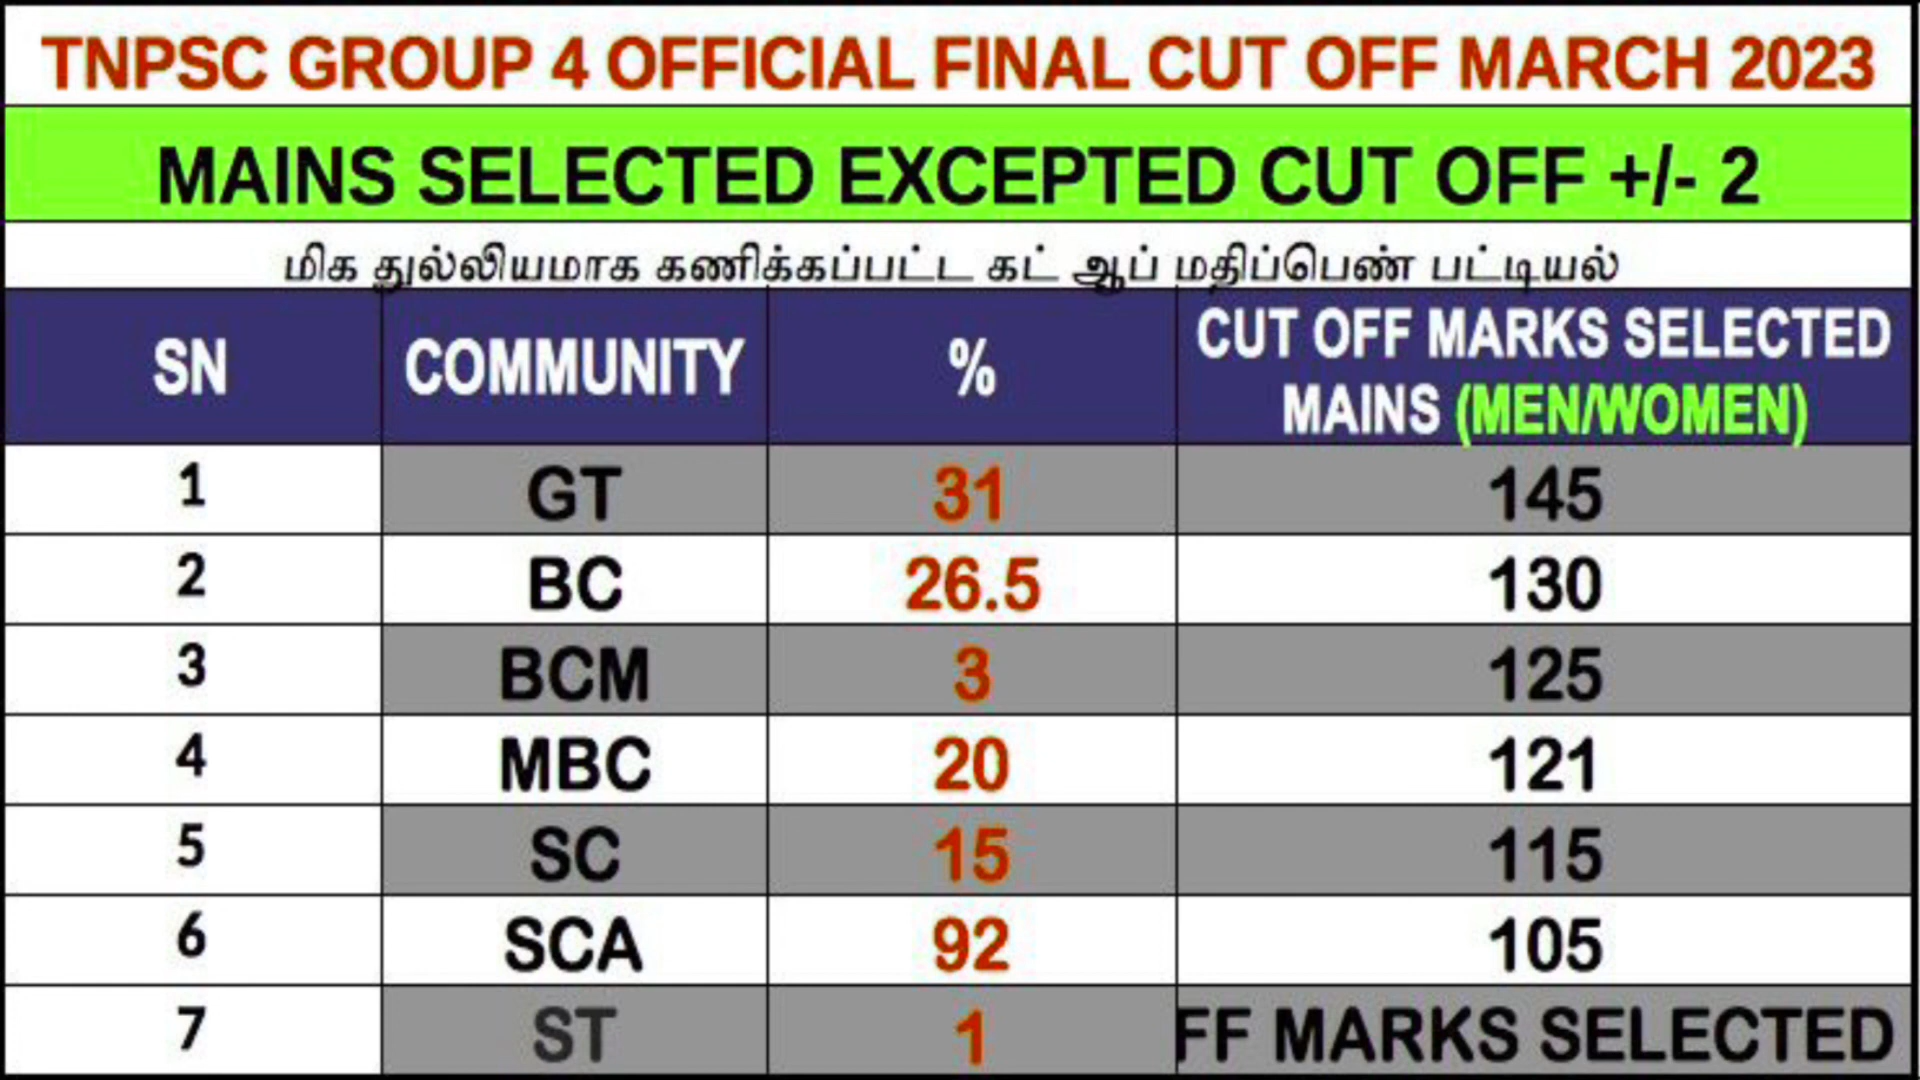 TNPSC GROUP 4 OFFICIAL FINAL CUT OFF MARCH 2023
MAINS SELECTED EXCEPTED CUT OFF +/- 2
மிக துல்லியமாக கணிக்கப்பட்ட கட் ஆப் மதிப்பெண் பட்டியல்
SN COMMUNITY % CUT OFF MARKS SELECTED MAINS (MEN/WOMEN)
1 GT 31 145
2 BC 26.5 130
3 BCM 3 125
4 MBC 20 121
5 SC 15 115
6 SCA 92 105
7 ST 1 FF MARKS SELECTED